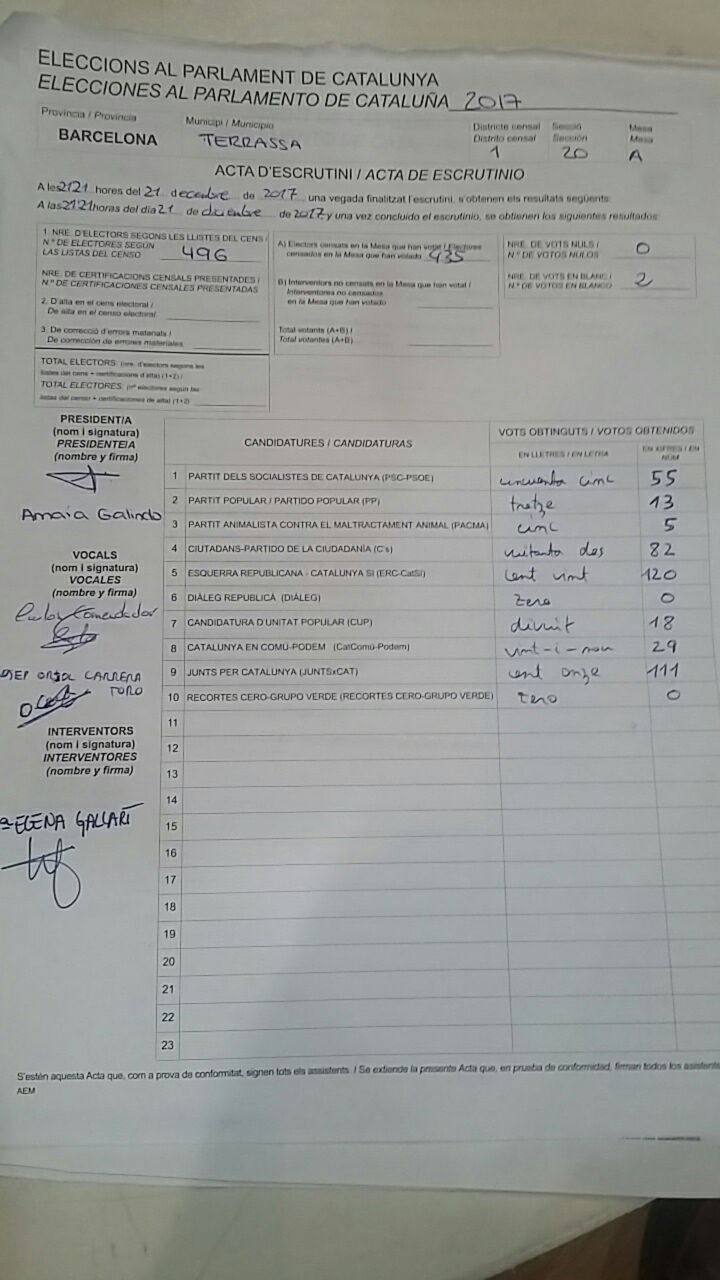 ELECCIONS AL PARLAMENT DE CATALUNYA
ELECCIONES AL PARLAMENTO DE CATALUÑA 2017
Província / Provincia
BARCELONA
Municipi / Municipio
TERRASSA
Districte censal Secció Mesa
Distrito censal Sección Mesa
1 20 A
ACTA D'ESCRUTINI / ACTA DE ESCRUTINIO
A les 2121 hores del 21 decembre de 2017 una vegada finalitzat l'escrutini, s'obtenen els resultats següents:
A las 2121 horas del día 21 de diciembre de 2017 y una vez concluido el escrutinio, se obtienen los siguientes resultados:
1. NRE. D'ELECTORS SEGONS LES LLISTES DEL CENS /
N.º DE ELECTORES SEGÚN
LAS LISTAS DEL CENSO 496
NRE. DE CERTIFICACIONS CENSALS PRESENTADES /
N.º DE CERTIFICACIONES CENSALES PRESENTADAS
2. D'alta en el cens electoral /
De alta en el censo electoral
3. De correcció d'errors materials /
De corrección de errores materiales
TOTAL ELECTORS: (nre. d'electors segons les
llistes del cens + certificacions d'alta) (1+2) /
TOTAL ELECTORES: (nº electores según las
listas del censo + certificaciones de alta) (1+2)
A) Electors censats en la Mesa que han votat / Electores
censados en la Mesa que han votado 435
B) Interventors no censats en la Mesa que han votat /
Interventores no censados
en la Mesa que han votado
Total votants (A+B) /
Total votantes (A+B)
NRE. DE VOTS NULS /
N.º DE VOTOS NULOS 0
NRE. DE VOTS EN BLANC /
N.º DE VOTOS EN BLANCO 2
PRESIDENT/A
(nom i signatura)
PRESIDENTE/A
(nombre y firma)
Amaia Galindo
VOCALS
(nom i signatura)
VOCALES
(nombre y firma)
Comendador
ORIOL CARRERA
TORO
INTERVENTORS
(nom i signatura)
INTERVENTORES
(nombre y firma)
ELENA GALLART
CANDIDATURES / CANDIDATURAS
VOTS OBTINGUTS / VOTOS OBTENIDOS
EN LLETRES / EN LETRA
EN XIFRES / EN NÚM
1 PARTIT DELS SOCIALISTES DE CATALUNYA (PSC-PSOE) cincuenta cinc 55
2 PARTIT POPULAR / PARTIDO POPULAR (PP) tretze 13
3 PARTIT ANIMALISTA CONTRA EL MALTRACTAMENT ANIMAL (PACMA) cinc 5
4 CIUTADANS-PARTIDO DE LA CIUDADANÍA (C's) vuitanta dos 82
5 ESQUERRA REPUBLICANA - CATALUNYA SÍ (ERC-CatSí) cent vint 120
6 DIÀLEG REPUBLICÀ (DIÀLEG) zero 0
7 CANDIDATURA D'UNITAT POPULAR (CUP) divuit 18
8 CATALUNYA EN COMÚ-PODEM (CatComú-Podem) vint-i-nou 29
9 JUNTS PER CATALUNYA (JUNTSxCAT) cent onze 111
10 RECORTES CERO-GRUPO VERDE (RECORTES CERO-GRUPO VERDE) zero 0
11
12
13
14
15
16
17
18
19
20
21
22
23
S'estén aquesta Acta que, com a prova de conformitat, signen tots els assistents. / Se extiende la presente Acta que, en prueba de conformidad, firman todos los asistentes
AEM